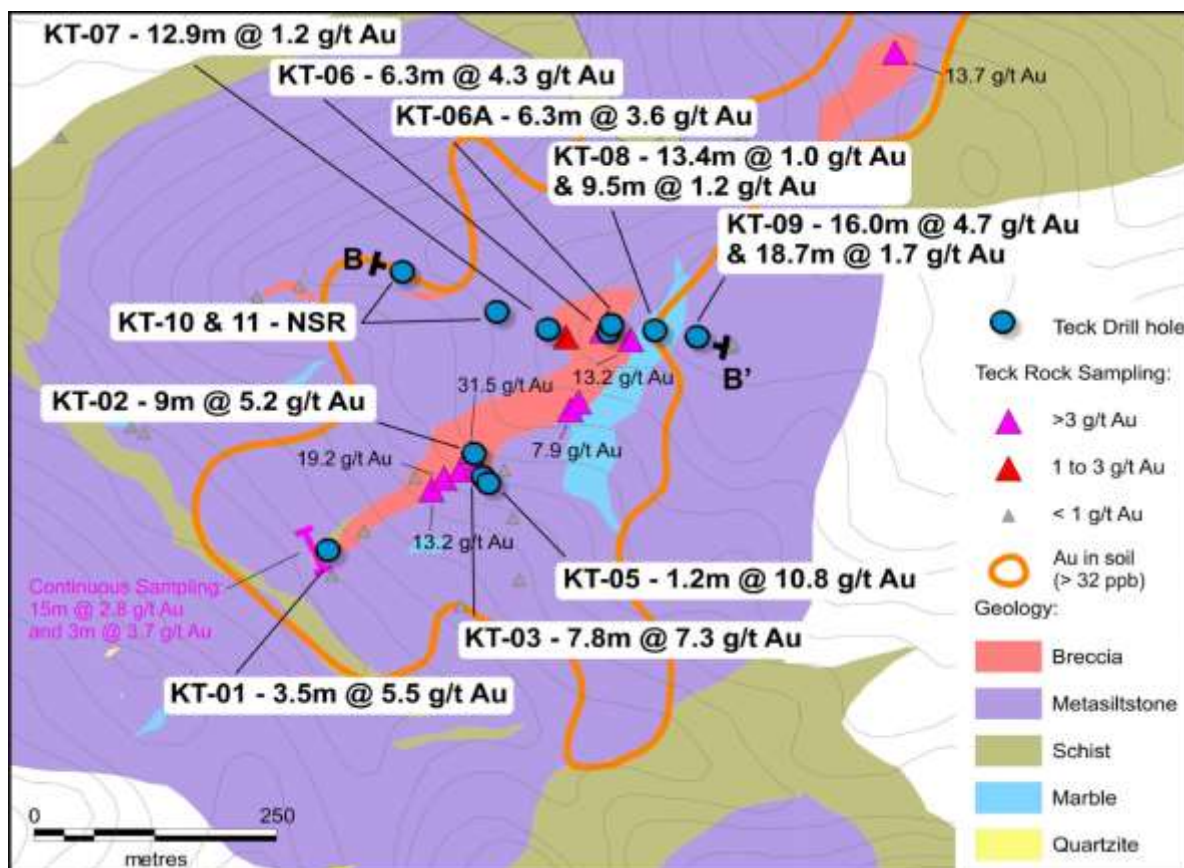 KT-07 - 12.9m @ 1.2 g/t Au
KT-06 - 6.3m @ 4.3 g/t Au
KT-06A - 6.3m @ 3.6 g/t Au
KT-08 - 13.4m @ 1.0 g/t Au
& 9.5m @ 1.2 g/t Au
KT-09 - 16.0m @ 4.7 g/t Au
& 18.7m @ 1.7 g/t Au
13.7 g/t Au
B
KT-10 & 11 - NSR
B'
13.2 g/t Au
31.5 g/t Au
KT-02 - 9m @ 5.2 g/t Au
7.9 g/t Au
19.2 g/t Au
13.2 g/t Au
Continuous Sampling:
15m @ 2.8 g/t Au
and 3m @ 3.7 g/t Au
KT-05 - 1.2m @ 10.8 g/t Au
KT-03 - 7.8m @ 7.3 g/t Au
KT-01 - 3.5m @ 5.5 g/t Au
0 250
metres
Teck Drill hole
Teck Rock Sampling:
>3 g/t Au
1 to 3 g/t Au
< 1 g/t Au
Au in soil
(> 32 ppb)
Geology:
Breccia
Metasiltstone
Schist
Marble
Quartzite